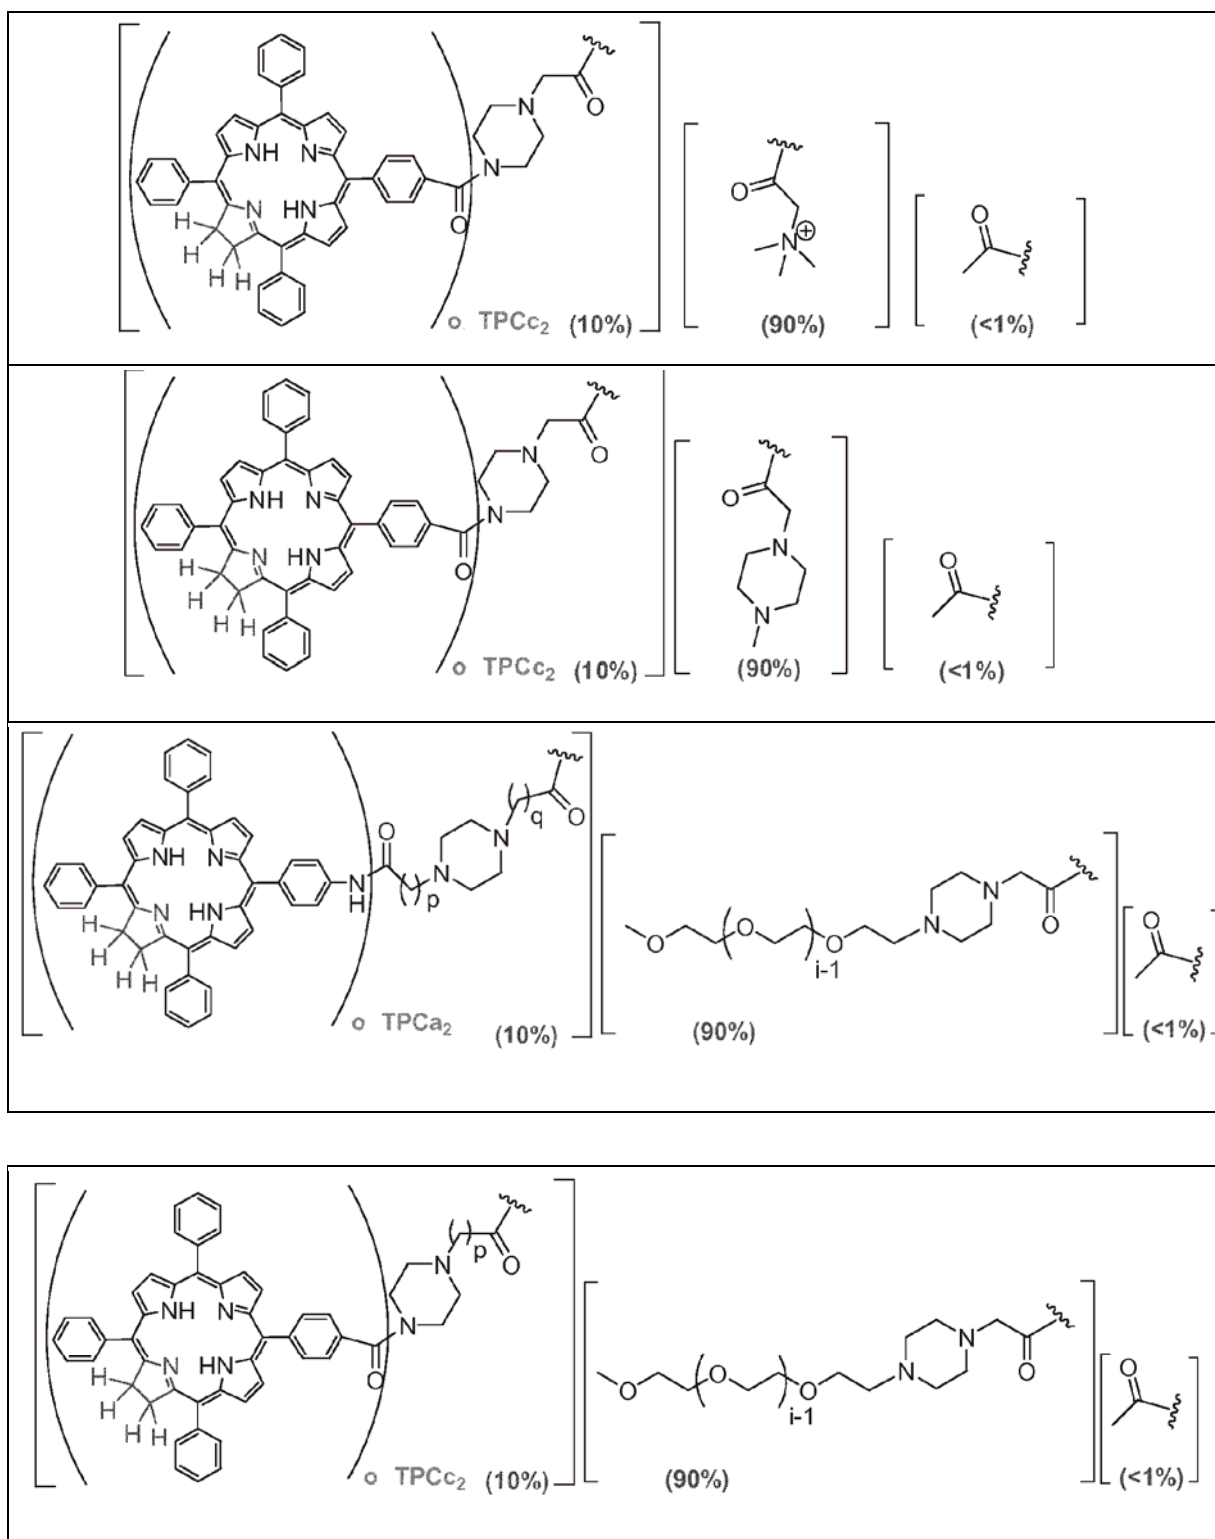 N
O
N
NH
N
N
HN
O
H
H
H
H
O
N
⊕
O
o TPCc₂ (10%)
(90%)
(<1%)
N
O
N
NH
N
N
HN
O
H
H
H
H
O
N
N
O
o TPCc₂ (10%)
(90%)
(<1%)
q
O
N
O
N
p
N
H
NH
N
N
HN
H
H
H
H
O
O
O
i-1
N
N
O
O
o TPCa₂ (10%)
(90%)
(<1%)
p
O
N
N
O
NH
N
N
HN
H
H
H
H
O
O
O
i-1
N
N
O
O
o TPCc₂ (10%)
(90%)
(<1%)